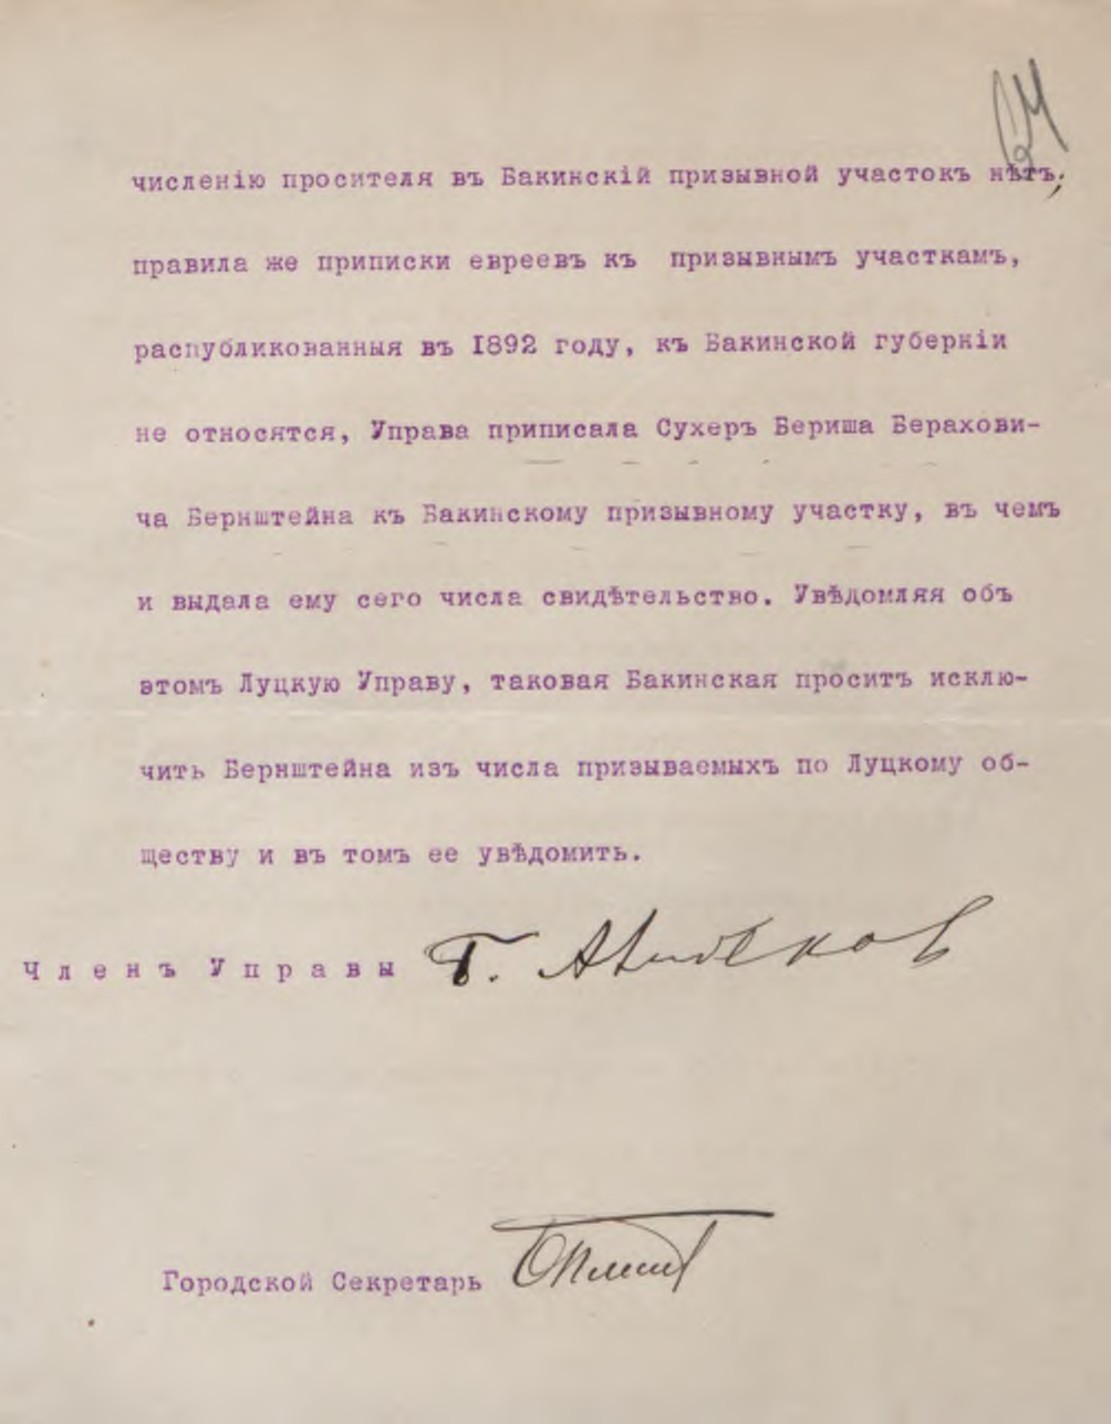 численію просителя въ Бакинскій призывной участокъ нѣтъ;
правила же приписки евреевъ къ призывнымъ участкамъ,
распубликованныя въ 1892 году, къ Бакинской губерніи
не относятся, Управа приписала Сухеръ Бериша Берахови-
ча Бернштейна къ Бакинскому призывному участку, въ чемъ
и выдала ему сего числа свидѣтельство. Увѣдомляя объ
этомъ Луцкую Управу, таковая Бакинская проситъ исклю-
чить Бернштейна изъ числа призываемыхъ по Луцкому об-
ществу и въ томъ ее увѣдомить.
Членъ Управы
Городской Секретарь